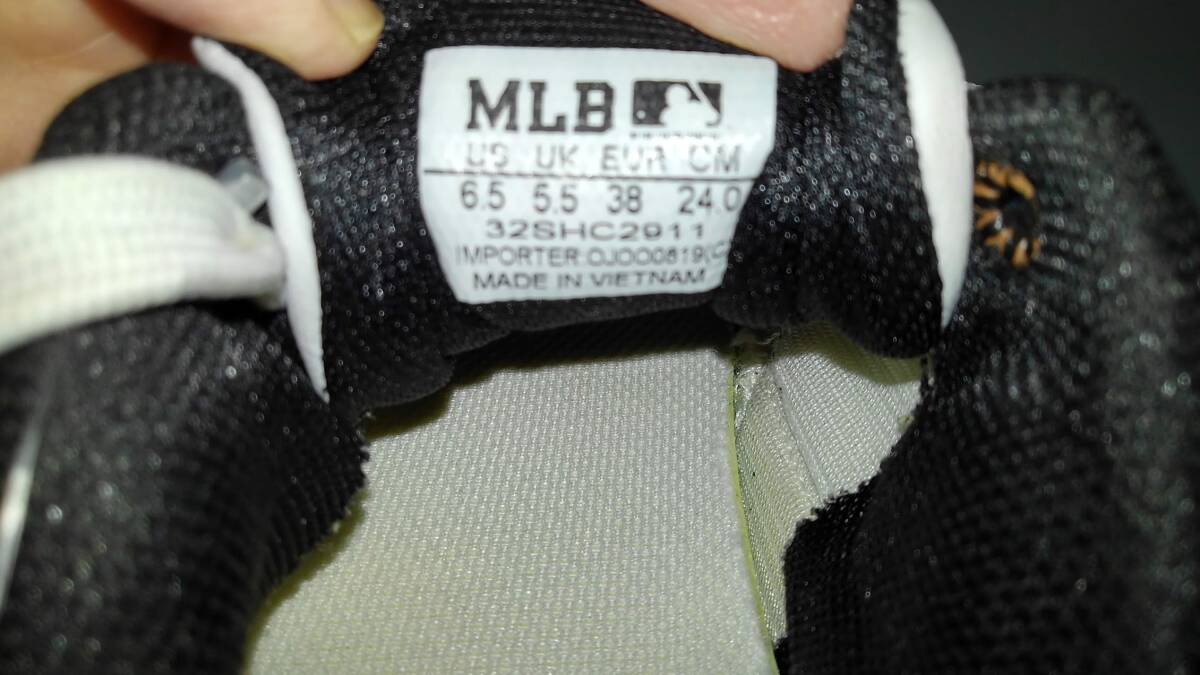 MLB
US UK EUR CM
6.5 5.5 38 24.0
32SHC2911
MADE IN VIETNAM